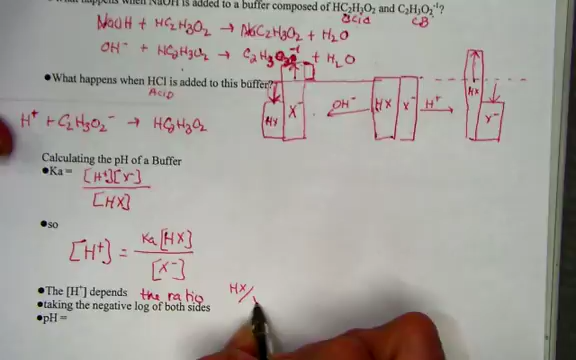 What happens when NaOH is added to a buffer composed of HC₂H₃O₂ and C₂H₃O₂⁻¹?
acid CB
NaOH + HC₂H₃O₂ → NaC₂H₃O₂ + H₂O
OH⁻ + HC₂H₃O₂ → C₂H₃O₂⁻¹ + H₂O
●What happens when HCl is added to this buffer?
ACID
H⁺ + C₂H₃O₂⁻ → HC₂H₃O₂
HX X⁻ OH⁻ HX X⁻ H⁺ HX X⁻
Calculating the pH of a Buffer
●Ka = [H⁺][X⁻]
[HX]
●so
[H⁺] = Ka[HX]
[X⁻]
●The [H⁺] depends the ratio HX/
●taking the negative log of both sides
●pH =